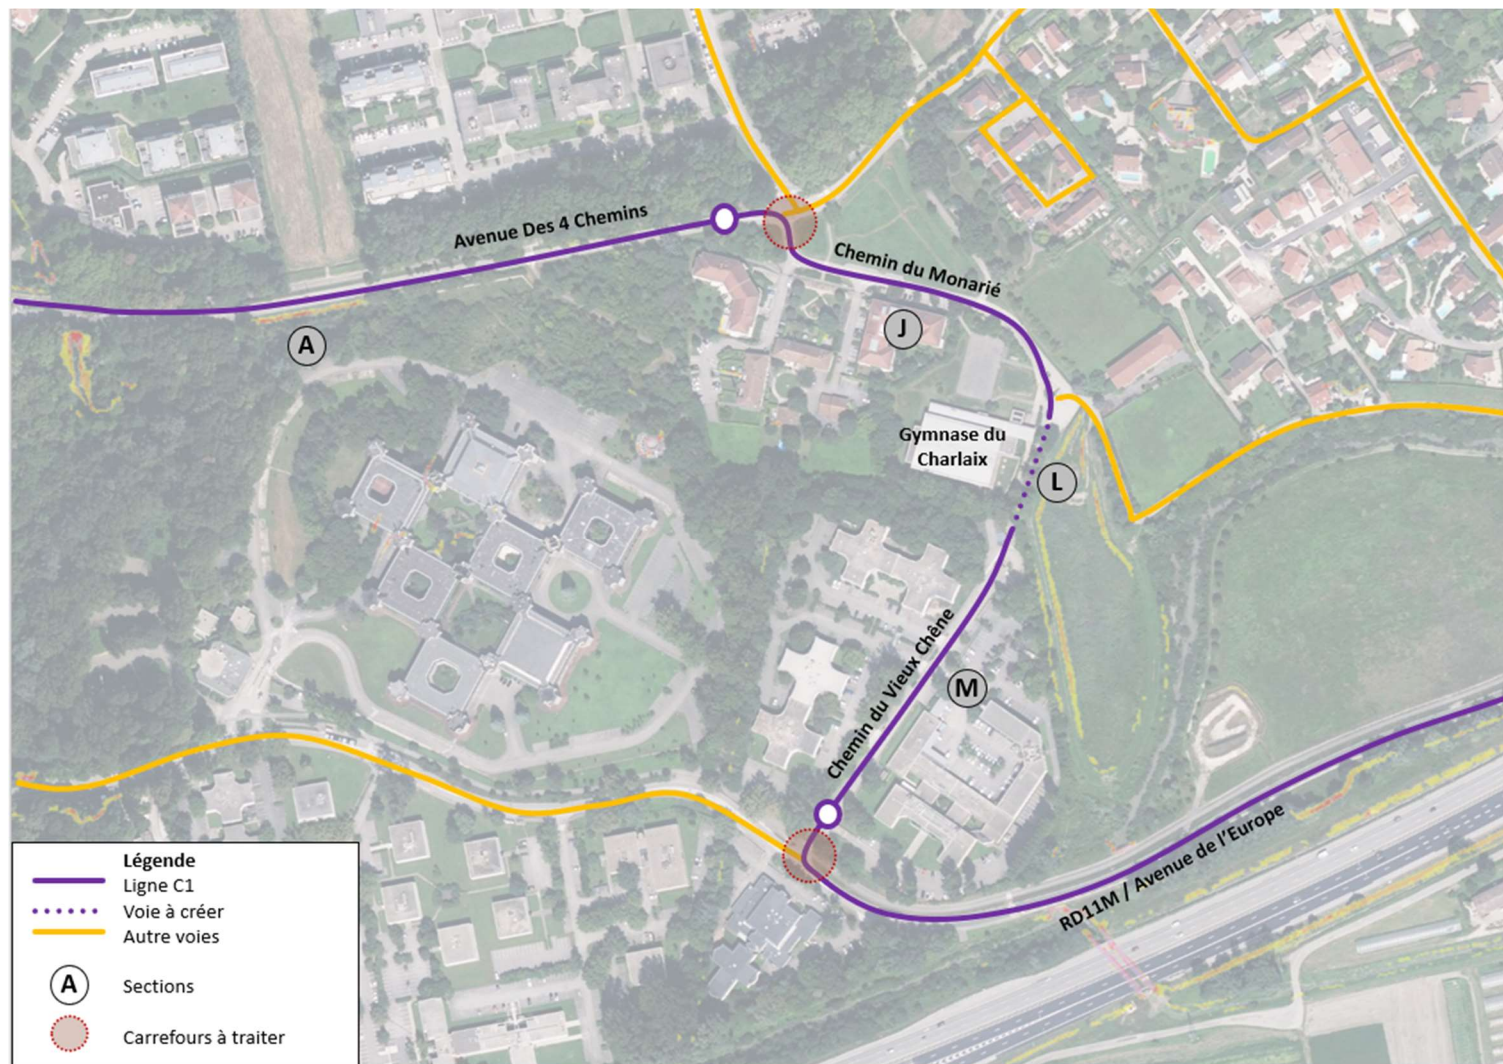 Avenue Des 4 Chemins
Chemin du Monarié
J
A
Gymnase du
Charlaix
L
Chemin du Vieux Chêne
M
RD11M / Avenue de l'Europe
Légende
Ligne C1
Voie à créer
Autre voies
A Sections
Carrefours à traiter